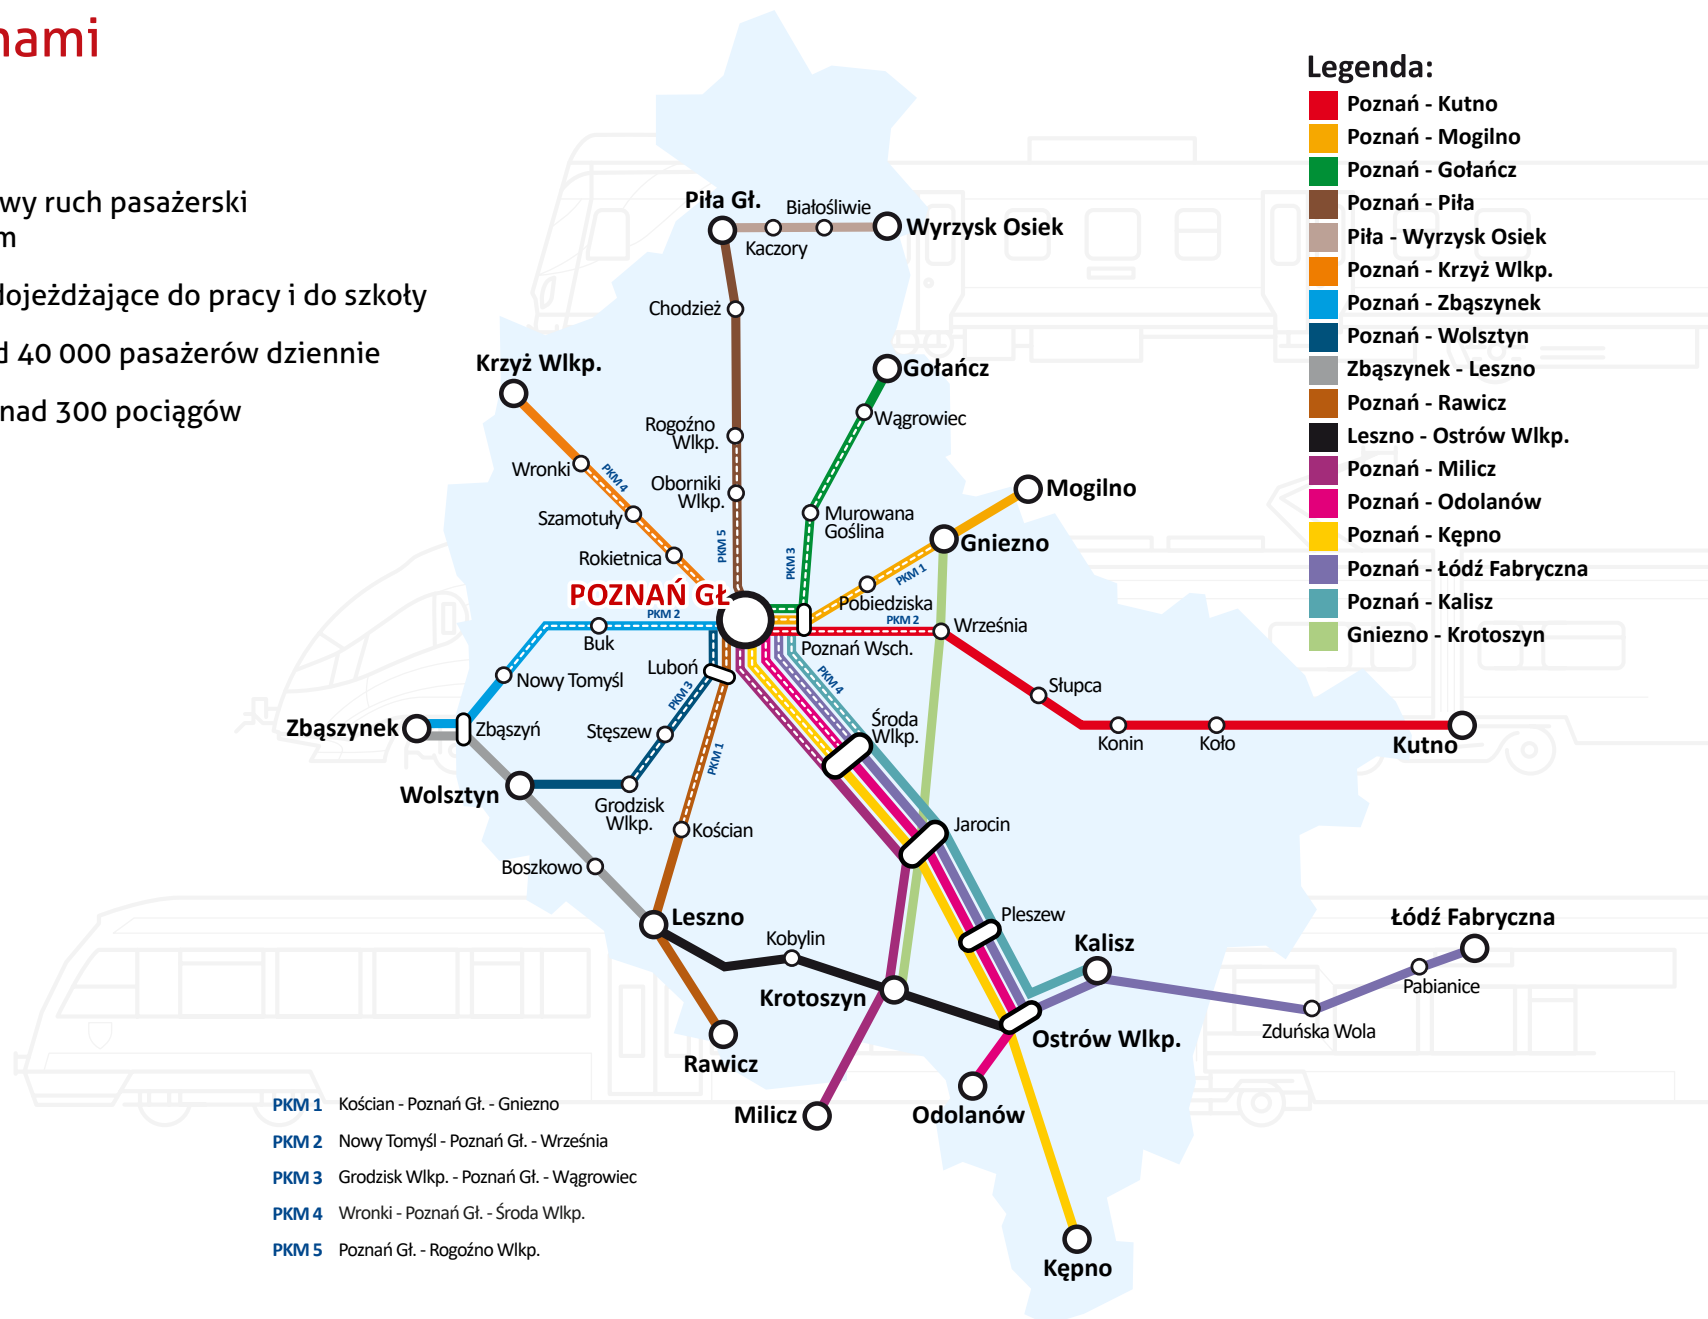 nami
wy ruch pasażerski
m
dojeżdżające do pracy i do szkoły
d 40 000 pasażerów dziennie
nad 300 pociągów
Legenda:
Poznań - Kutno
Poznań - Mogilno
Poznań - Gołańcz
Poznań - Piła
Piła - Wyrzysk Osiek
Poznań - Krzyż Wlkp.
Poznań - Zbąszynek
Poznań - Wolsztyn
Zbąszynek - Leszno
Poznań - Rawicz
Leszno - Ostrów Wlkp.
Poznań - Milicz
Poznań - Odolanów
Poznań - Kępno
Poznań - Łódź Fabryczna
Poznań - Kalisz
Gniezno - Krotoszyn
Piła Gł.
Białośliwie
Wyrzysk Osiek
Kaczory
Chodzież
Krzyż Wlkp.
Gołańcz
Wągrowiec
Rogoźno
Wlkp.
Wronki
PKM 4
Oborniki
Wlkp.
Mogilno
Szamotuły
Murowana
Goślina
Rokietnica
PKM 5
PKM 3
Gniezno
PKM 1
POZNAŃ GŁ
Pobiedziska
PKM 2
PKM 2
Września
Buk
Poznań Wsch.
Luboń
Nowy Tomyśl
PKM 3
PKM 4
Słupca
Zbąszynek
Zbąszyń
Stęszew
Środa
Wlkp.
PKM 1
Konin
Koło
Kutno
Wolsztyn
Grodzisk
Wlkp.
Kościan
Jarocin
Boszkowo
Leszno
Pleszew
Łódź Fabryczna
Kobylin
Kalisz
Pabianice
Krotoszyn
Zduńska Wola
Ostrów Wlkp.
Rawicz
Milicz
Odolanów
Kępno
PKM 1 Kościan - Poznań Gł. - Gniezno
PKM 2 Nowy Tomyśl - Poznań Gł. - Września
PKM 3 Grodzisk Wlkp. - Poznań Gł. - Wągrowiec
PKM 4 Wronki - Poznań Gł. - Środa Wlkp.
PKM 5 Poznań Gł. - Rogoźno Wlkp.